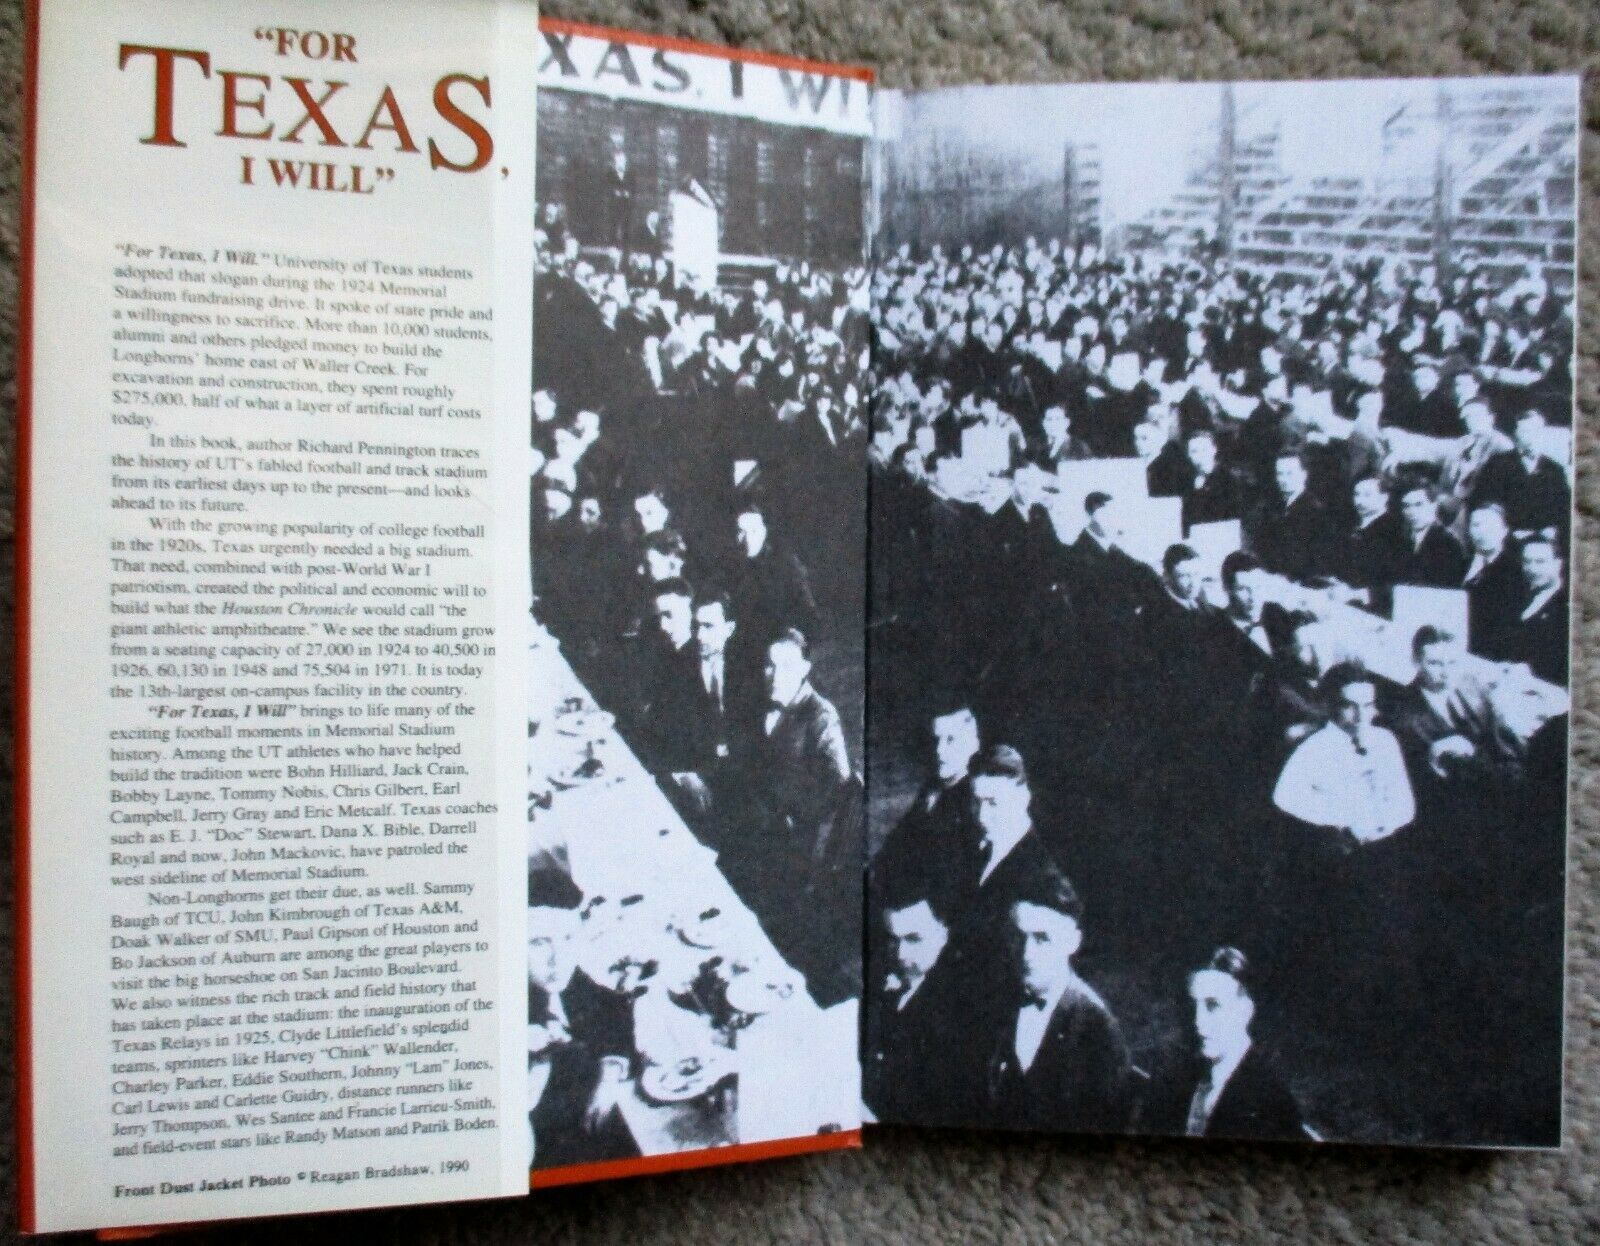 “FOR
TEXAS,
I WILL”
“For Texas, I Will.” University of Texas students
adopted that slogan during the 1924 Memorial
Stadium fundraising drive. It spoke of state pride and
a willingness to sacrifice. More than 10,000 students,
alumni and others pledged money to build the
Longhorns’ home east of Waller Creek. For
excavation and construction, they spent roughly
$275,000, half of what a layer of artificial turf costs
today.
In this book, author Richard Pennington traces
the history of UT’s fabled football and track stadium
from its earliest days up to the present—and looks
ahead to its future.
With the growing popularity of college football
in the 1920s, Texas urgently needed a big stadium.
That need, combined with post-World War I
patriotism, created the political and economic will to
build what the Houston Chronicle would call “the
giant athletic amphitheatre.” We see the stadium grow
from a seating capacity of 27,000 in 1924 to 40,500 in
1926, 60,130 in 1948 and 75,504 in 1971. It is today
the 13th-largest on-campus facility in the country.
“For Texas, I Will” brings to life many of the
exciting football moments in Memorial Stadium
history. Among the UT athletes who have helped
build the tradition were Bohn Hilliard, Jack Crain,
Bobby Layne, Tommy Nobis, Chris Gilbert, Earl
Campbell, Jerry Gray and Eric Metcalf. Texas coaches
such as E. J. “Doc” Stewart, Dana X. Bible, Darrell
Royal and now, John Mackovic, have patroled the
west sideline of Memorial Stadium.
Non-Longhorns get their due, as well. Sammy
Baugh of TCU, John Kimbrough of Texas A&M,
Doak Walker of SMU, Paul Gipson of Houston and
Bo Jackson of Auburn are among the great players to
visit the big horseshoe on San Jacinto Boulevard.
We also witness the rich track and field history that
has taken place at the stadium: the inauguration of the
Texas Relays in 1925, Clyde Littlefield’s splendid
teams, sprinters like Harvey “Chink” Wallender,
Charley Parker, Eddie Southern, Johnny “Lam” Jones,
Carl Lewis and Carlette Guidry, distance runners like
Jerry Thompson, Wes Santee and Francie Larrieu-Smith,
and field-event stars like Randy Matson and Patrik Boden.
Front Dust Jacket Photo © Reagan Bradshaw, 1990
XAS, I WI